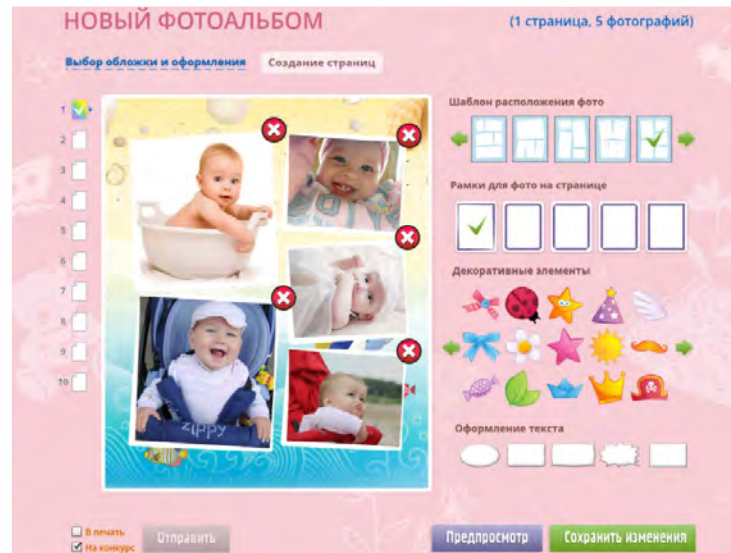 НОВЫЙ ФОТОАЛЬБОМ
(1 страница, 5 фотографий)
Выбор обложки и оформления
Создание страниц
Шаблон расположения фото
1
2
3
4
5
6
7
8
9
10
Рамки для фото на странице
Декоративные элементы
zippy
Оформление текста
В печать
На конкурс
Отправить
Предпросмотр
Сохранить изменения